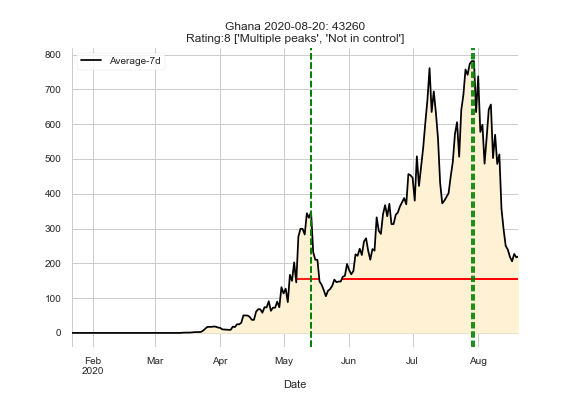 Ghana 2020-08-20: 43260
Rating:8 ['Multiple peaks', 'Not in control']
Average-7d
800
700
600
500
400
300
200
100
0
Feb Mar Apr May Jun Jul Aug
2020
Date